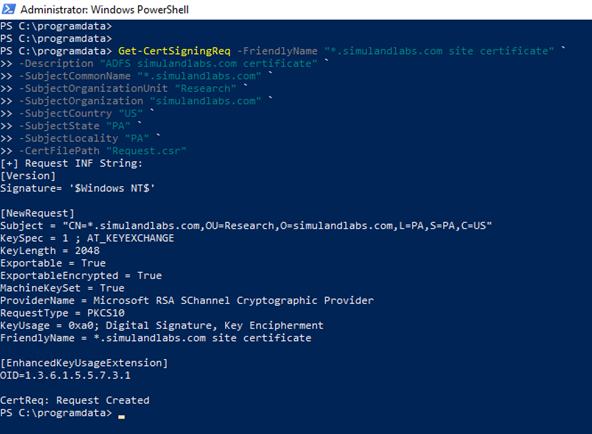 Administrator: Windows PowerShell
PS C:\programdata>
PS C:\programdata>
PS C:\programdata> Get-CertSigningReq -FriendlyName "*.simulandlabs.com site certificate" `
>> -Description "ADFS simulandlabs.com certificate" `
>> -SubjectCommonName "*.simulandlabs.com" `
>> -SubjectOrganizationUnit "Research" `
>> -SubjectOrganization "simulandlabs.com" `
>> -SubjectCountry "US" `
>> -SubjectState "PA" `
>> -SubjectLocality "PA" `
>> -CertFilePath "Request.csr"
[+] Request INF String:
[Version]
Signature= '$Windows NT$'
[NewRequest]
Subject = "CN=*.simulandlabs.com,OU=Research,O=simulandlabs.com,L=PA,S=PA,C=US"
KeySpec = 1 ; AT_KEYEXCHANGE
KeyLength = 2048
Exportable = True
ExportableEncrypted = True
MachineKeySet = True
ProviderName = Microsoft RSA SChannel Cryptographic Provider
RequestType = PKCS10
KeyUsage = 0xa0; Digital Signature, Key Encipherment
FriendlyName = *.simulandlabs.com site certificate
[EnhancedKeyUsageExtension]
OID=1.3.6.1.5.5.7.3.1
CertReq: Request Created
PS C:\programdata>